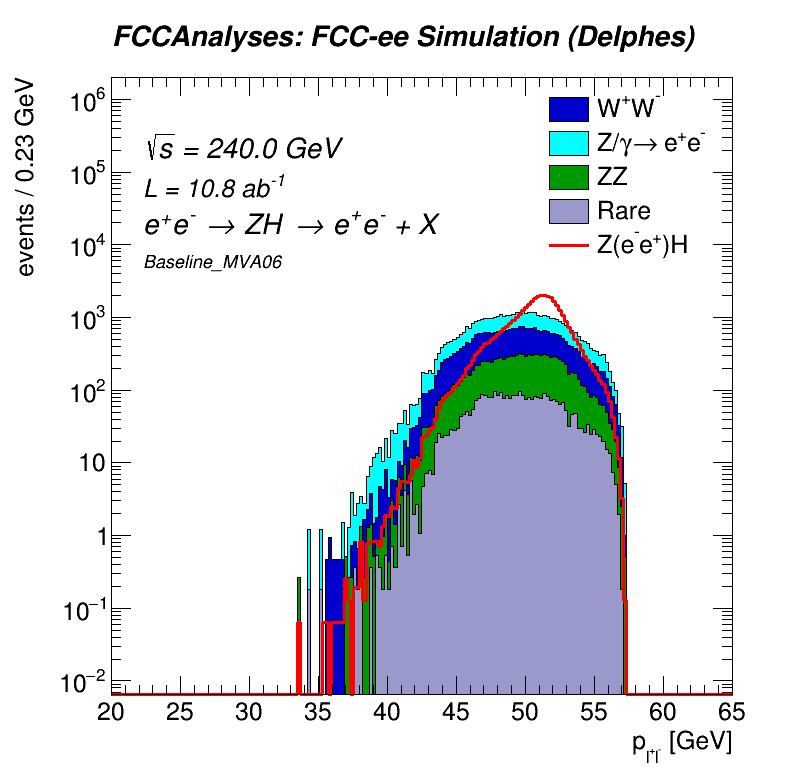 FCCAnalyses: FCC-ee Simulation (Delphes)
events / 0.23 GeV
10⁶
10⁵
10⁴
10³
10²
10
1
10⁻¹
10⁻²
√s = 240.0 GeV
L = 10.8 ab⁻¹
e⁺e⁻ → ZH → e⁺e⁻ + X
Baseline_MVA06
W⁺W⁻
Z/γ→ e⁺e⁻
ZZ
Rare
Z(e⁻e⁺)H
20 25 30 35 40 45 50 55 60 65
p_{l⁺l⁻} [GeV]